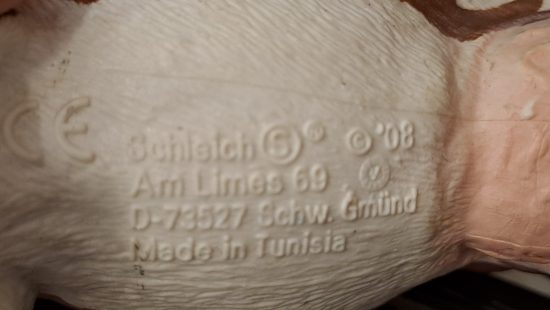 CE
Schleich Ⓢ ® © '08
Am Limes 69
D-73527 Schw. Gmünd
Made in Tunisia